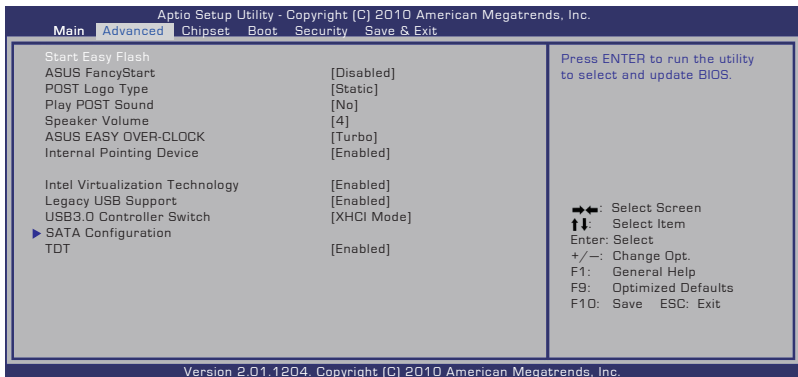 Aptio Setup Utility - Copyright (C) 2010 American Megatrends, Inc.
Main Advanced Chipset Boot Security Save & Exit
Start Easy Flash
ASUS FancyStart [Disabled]
POST Logo Type [Static]
Play POST Sound [No]
Speaker Volume [4]
ASUS EASY OVER-CLOCK [Turbo]
Internal Pointing Device [Enabled]
Intel Virtualization Technology [Enabled]
Legacy USB Support [Enabled]
USB3.0 Controller Switch [XHCI Mode]
SATA Configuration
TDT [Enabled]
Press ENTER to run the utility
to select and update BIOS.
: Select Screen
: Select Item
Enter: Select
+/—: Change Opt.
F1: General Help
F9: Optimized Defaults
F10: Save ESC: Exit
Version 2.01.1204. Copyright (C) 2010 American Megatrends, Inc.